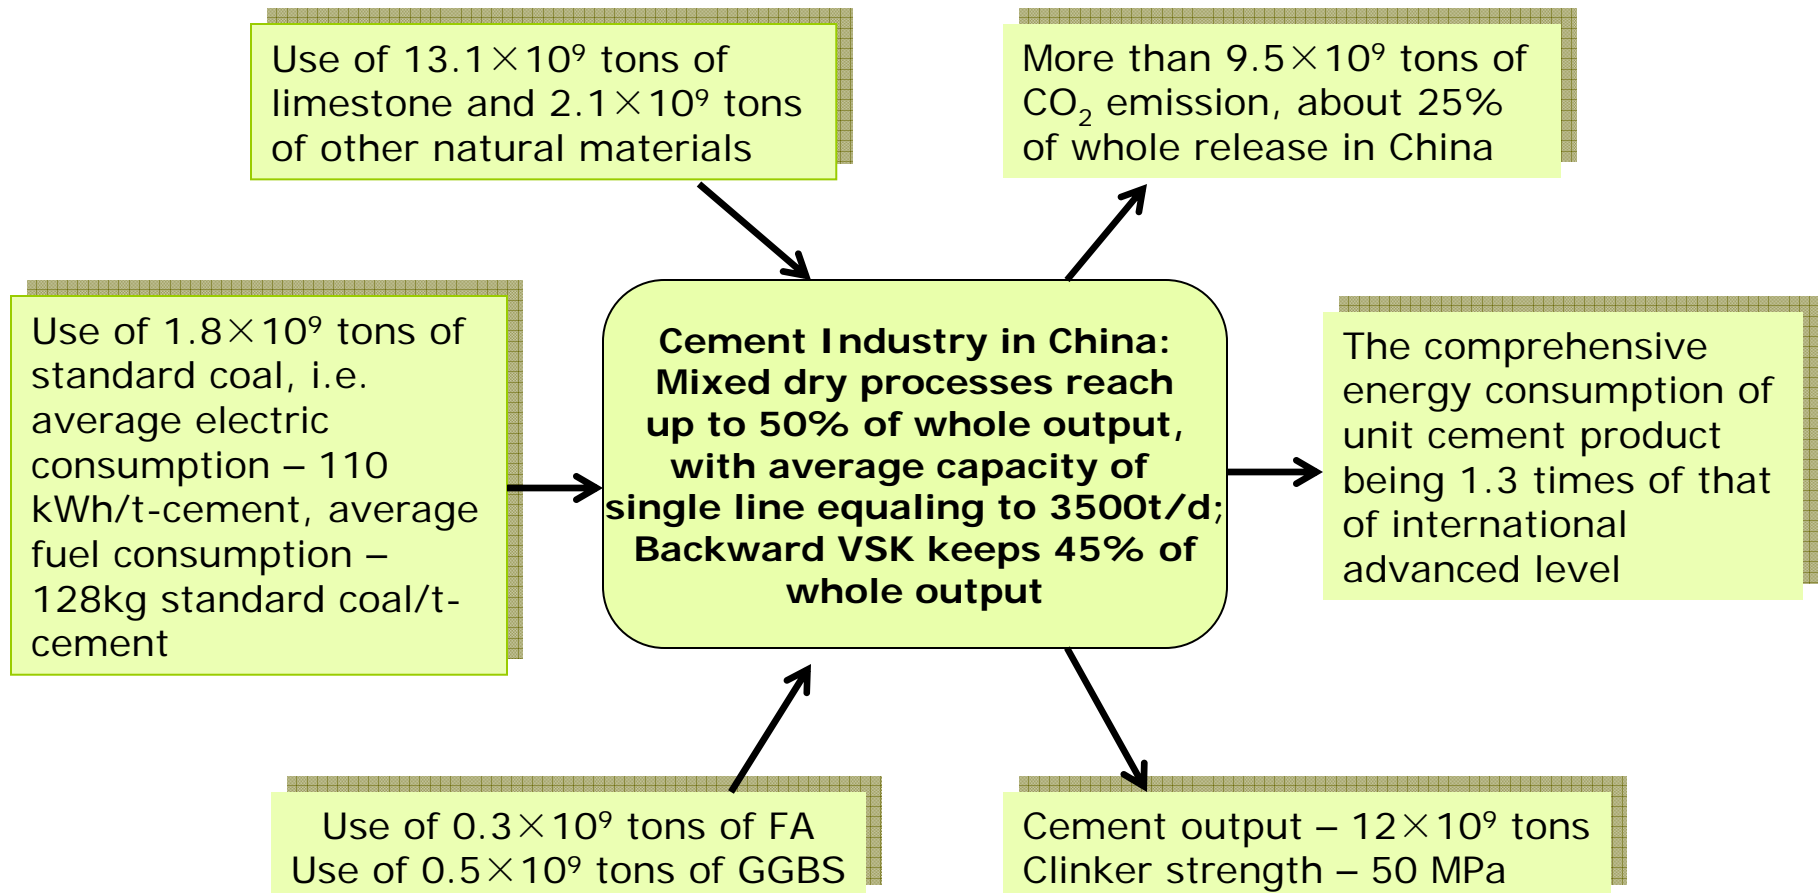 Use of 13.1×10⁹ tons of
limestone and 2.1×10⁹ tons
of other natural materials
More than 9.5×10⁹ tons of
CO₂ emission, about 25%
of whole release in China
Use of 1.8×10⁹ tons of
standard coal, i.e.
average electric
consumption – 110
kWh/t-cement, average
fuel consumption –
128kg standard coal/t-
cement
Cement Industry in China:
Mixed dry processes reach
up to 50% of whole output,
with average capacity of
single line equaling to 3500t/d;
Backward VSK keeps 45% of
whole output
The comprehensive
energy consumption of
unit cement product
being 1.3 times of that
of international
advanced level
Use of 0.3×10⁹ tons of FA
Use of 0.5×10⁹ tons of GGBS
Cement output – 12×10⁹ tons
Clinker strength – 50 MPa